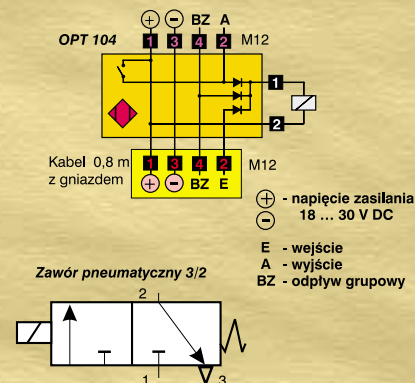 ⊕ ⊖ BZ A
OPT 104 1 3 4 2 M12
1
2
Kabel 0,8 m 1 3 4 2 M12
z gniazdem ⊕ ⊖ BZ E
⊕ - napięcie zasilania
⊖ 18 ... 30 V DC
E - wejście
A - wyjście
BZ - odpływ grupowy
Zawór pneumatyczny 3/2
2
1 3